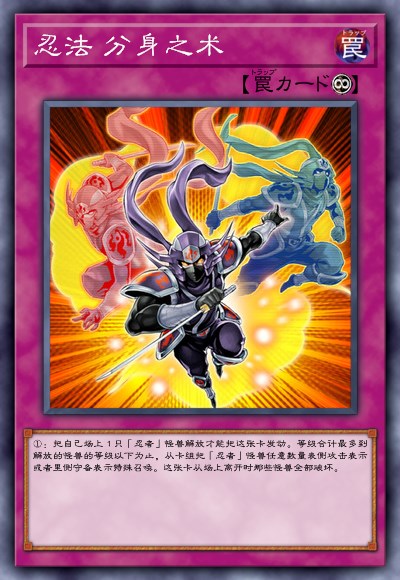 忍法 分身之术
トラップ
罠
トラップ
【罠カード】
①：把自己场上１只「忍者」怪兽解放才能把这张卡发动。等级合计最多到
解放的怪兽的等级以下为止，从卡组把「忍者」怪兽任意数量表侧攻击表示
或者里侧守备表示特殊召唤。这张卡从场上离开时那些怪兽全部破坏。